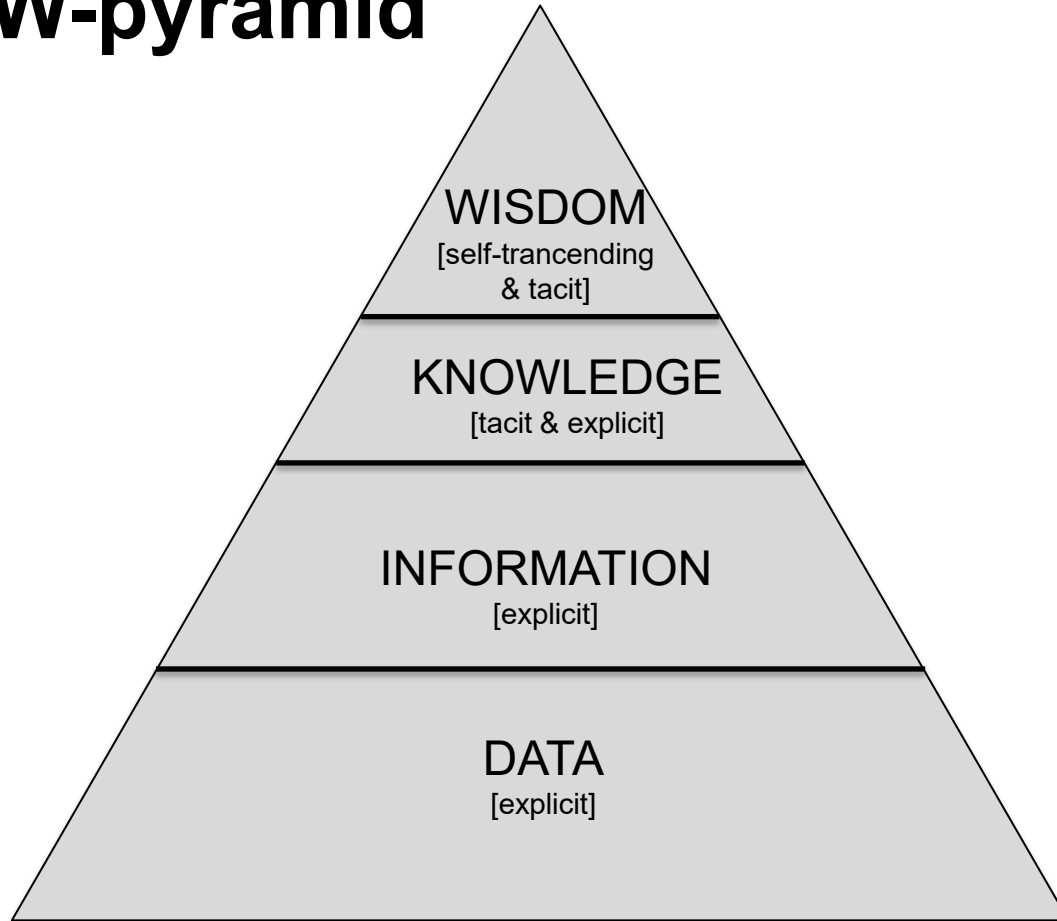 W-pyramid
WISDOM
[self-trancending
& tacit]
KNOWLEDGE
[tacit & explicit]
INFORMATION
[explicit]
DATA
[explicit]